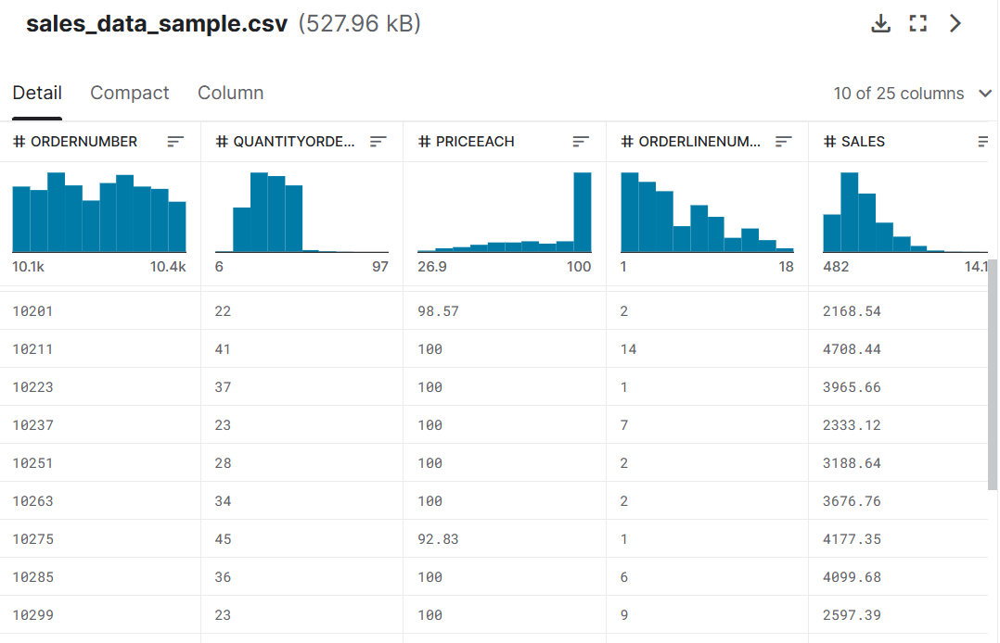 sales_data_sample.csv (527.96 kB)
Detail Compact Column 10 of 25 columns
# ORDERNUMBER # QUANTITYORDE... # PRICEEACH # ORDERLINENUM... # SALES
10.1k 10.4k 6 97 26.9 100 1 18 482 14.1
10201 22 98.57 2 2168.54
10211 41 100 14 4708.44
10223 37 100 1 3965.66
10237 23 100 7 2333.12
10251 28 100 2 3188.64
10263 34 100 2 3676.76
10275 45 92.83 1 4177.35
10285 36 100 6 4099.68
10299 23 100 9 2597.39